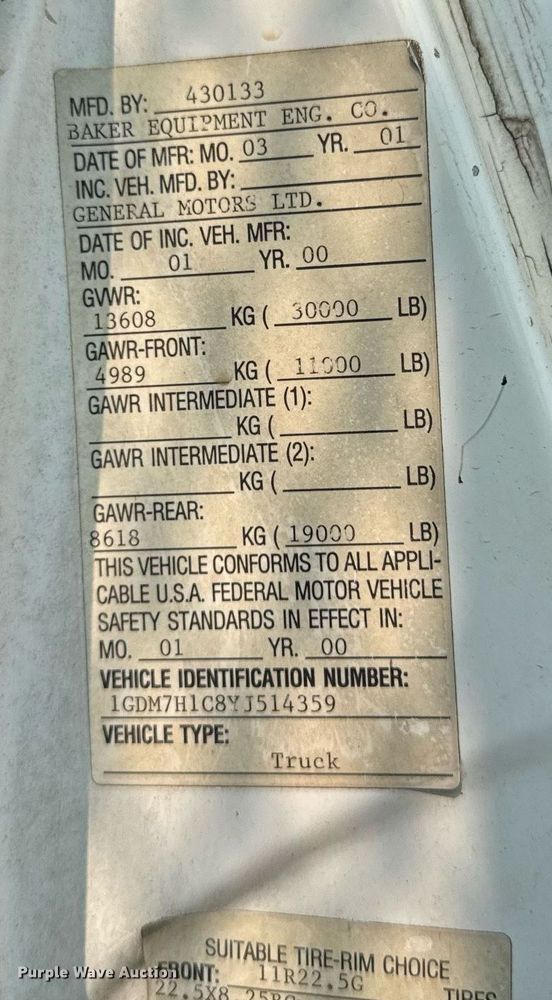 MFD. BY: 430133
BAKER EQUIPMENT ENG. CO.
DATE OF MFR: MO. 03 YR. 01
INC. VEH. MFD. BY:
GENERAL MOTORS LTD.
DATE OF INC. VEH. MFR:
MO. 01 YR. 00
GVWR:
13608 KG ( 30000 LB)
GAWR-FRONT:
4989 KG ( 11000 LB)
GAWR INTERMEDIATE (1):
KG ( LB)
GAWR INTERMEDIATE (2):
KG ( LB)
GAWR-REAR:
8618 KG ( 19000 LB)
THIS VEHICLE CONFORMS TO ALL APPLI-
CABLE U.S.A. FEDERAL MOTOR VEHICLE
SAFETY STANDARDS IN EFFECT IN:
MO. 01 YR. 00
VEHICLE IDENTIFICATION NUMBER:
1GDM7H1C8YJ514359
VEHICLE TYPE:
Truck
SUITABLE TIRE-RIM CHOICE
FRONT: 11R22.5G
22.5X8 TIRES
Purple Wave Auction